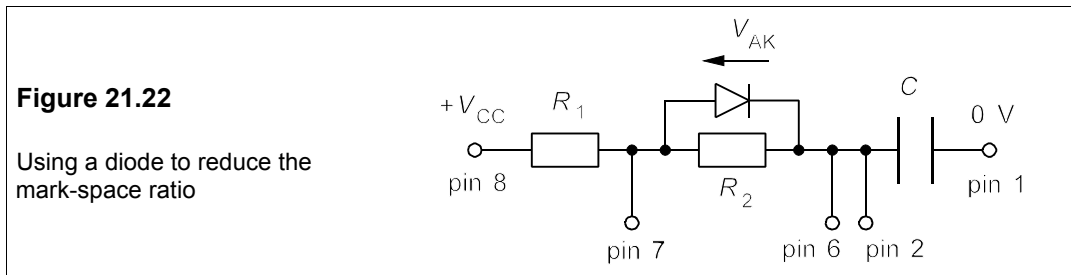 Figure 21.22
Using a diode to reduce the
mark-space ratio
V_AK
+V_CC
R_1
C
0 V
pin 8
R_2
pin 1
pin 7
pin 6
pin 2